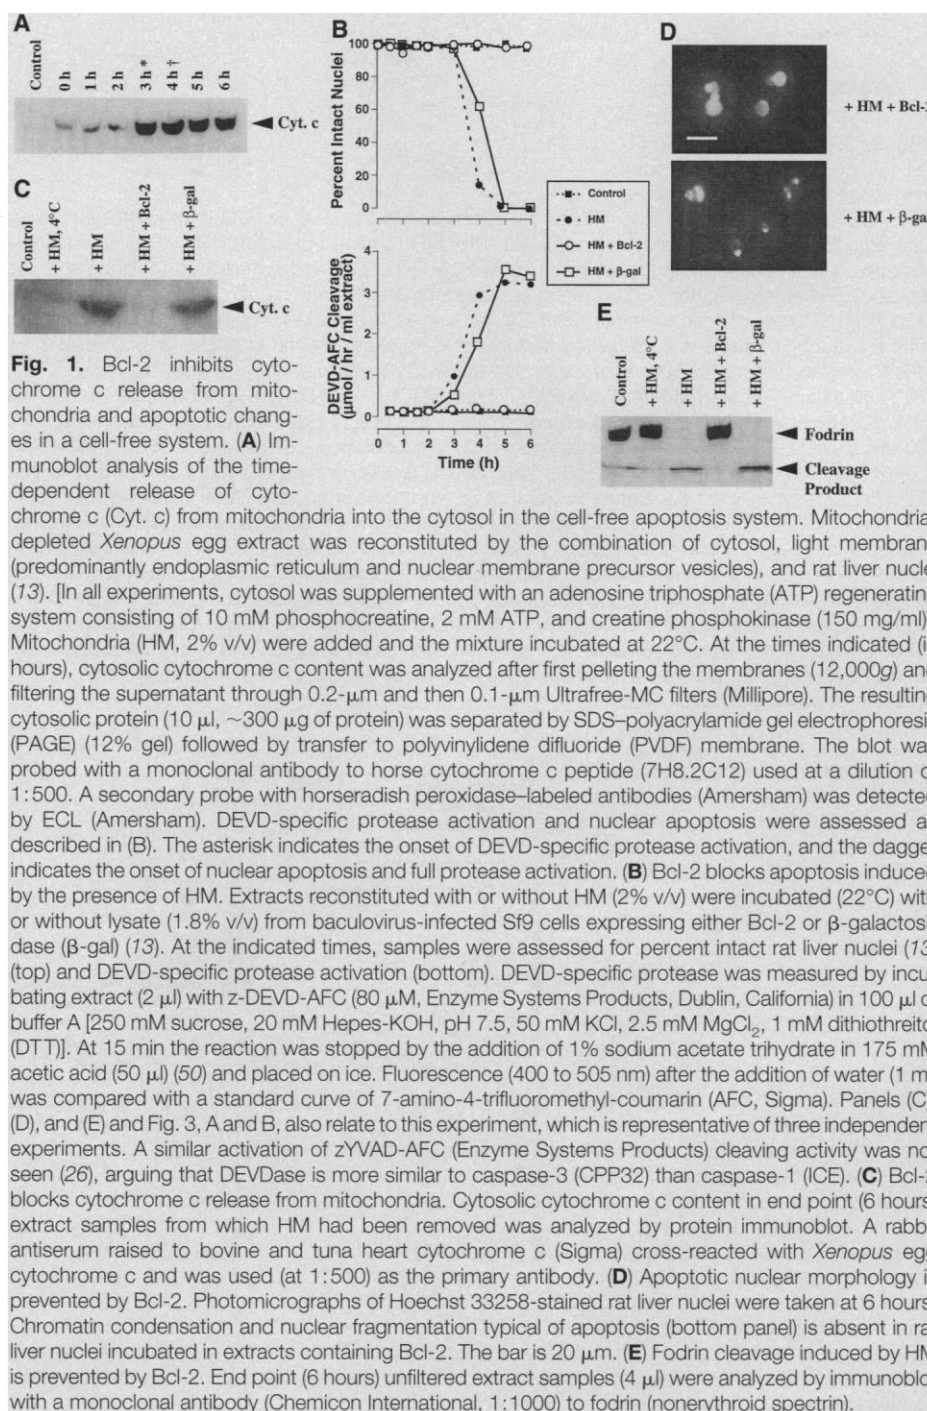 A
Control
0 h
1 h
2 h
3 h*
4 h†
5 h
6 h
Cyt. c
C
Control
+ HM, 4°C
+ HM
+ HM + Bcl-2
+ HM + β-gal
Cyt. c
B
Percent Intact Nuclei
100
80
60
40
20
0
DEVD-AFC Cleavage
(µmol / hr / ml extract)
4
3
2
1
0
0 1 2 3 4 5 6
Time (h)
Control
HM
HM + Bcl-2
HM + β-gal
D
+ HM + Bcl-2
+ HM + β-ga
E
Control
+ HM, 4°C
+ HM
+ HM + Bcl-2
+ HM + β-gal
Fodrin
Cleavage
Product
Fig. 1. Bcl-2 inhibits cyto-
chrome c release from mito-
chondria and apoptotic chang-
es in a cell-free system. (A) Im-
munoblot analysis of the time-
dependent release of cyto-
chrome c (Cyt. c) from mitochondria into the cytosol in the cell-free apoptosis system. Mitochondria
depleted Xenopus egg extract was reconstituted by the combination of cytosol, light membran
(predominantly endoplasmic reticulum and nuclear membrane precursor vesicles), and rat liver nucle
(13). [In all experiments, cytosol was supplemented with an adenosine triphosphate (ATP) regeneratin
system consisting of 10 mM phosphocreatine, 2 mM ATP, and creatine phosphokinase (150 mg/ml)
Mitochondria (HM, 2% v/v) were added and the mixture incubated at 22°C. At the times indicated (i
hours), cytosolic cytochrome c content was analyzed after first pelleting the membranes (12,000g) and
filtering the supernatant through 0.2-µm and then 0.1-µm Ultrafree-MC filters (Millipore). The resultin
cytosolic protein (10 µl, ~300 µg of protein) was separated by SDS–polyacrylamide gel electrophoresi
(PAGE) (12% gel) followed by transfer to polyvinylidene difluoride (PVDF) membrane. The blot wa
probed with a monoclonal antibody to horse cytochrome c peptide (7H8.2C12) used at a dilution o
1:500. A secondary probe with horseradish peroxidase–labeled antibodies (Amersham) was detected
by ECL (Amersham). DEVD-specific protease activation and nuclear apoptosis were assessed a
described in (B). The asterisk indicates the onset of DEVD-specific protease activation, and the dagge
indicates the onset of nuclear apoptosis and full protease activation. (B) Bcl-2 blocks apoptosis induced
by the presence of HM. Extracts reconstituted with or without HM (2% v/v) were incubated (22°C) with
or without lysate (1.8% v/v) from baculovirus-infected Sf9 cells expressing either Bcl-2 or β-galactosi
dase (β-gal) (13). At the indicated times, samples were assessed for percent intact rat liver nuclei (13
(top) and DEVD-specific protease activation (bottom). DEVD-specific protease was measured by incu
bating extract (2 µl) with z-DEVD-AFC (80 µM, Enzyme Systems Products, Dublin, California) in 100 µl o
buffer A [250 mM sucrose, 20 mM Hepes-KOH, pH 7.5, 50 mM KCl, 2.5 mM MgCl2, 1 mM dithiothreito
(DTT)]. At 15 min the reaction was stopped by the addition of 1% sodium acetate trihydrate in 175 mM
acetic acid (50 µl) (50) and placed on ice. Fluorescence (400 to 505 nm) after the addition of water (1 m
was compared with a standard curve of 7-amino-4-trifluoromethyl-coumarin (AFC, Sigma). Panels (C)
(D), and (E) and Fig. 3, A and B, also relate to this experiment, which is representative of three independen
experiments. A similar activation of zYVAD-AFC (Enzyme Systems Products) cleaving activity was no
seen (26), arguing that DEVDase is more similar to caspase-3 (CPP32) than caspase-1 (ICE). (C) Bcl-2
blocks cytochrome c release from mitochondria. Cytosolic cytochrome c content in end point (6 hours
extract samples from which HM had been removed was analyzed by protein immunoblot. A rabb
antiserum raised to bovine and tuna heart cytochrome c (Sigma) cross-reacted with Xenopus egg
cytochrome c and was used (at 1:500) as the primary antibody. (D) Apoptotic nuclear morphology i
prevented by Bcl-2. Photomicrographs of Hoechst 33258-stained rat liver nuclei were taken at 6 hours
Chromatin condensation and nuclear fragmentation typical of apoptosis (bottom panel) is absent in ra
liver nuclei incubated in extracts containing Bcl-2. The bar is 20 µm. (E) Fodrin cleavage induced by HM
is prevented by Bcl-2. End point (6 hours) unfiltered extract samples (4 µl) were analyzed by immunoblo
with a monoclonal antibody (Chemicon International, 1:1000) to fodrin (nonerythroid spectrin).